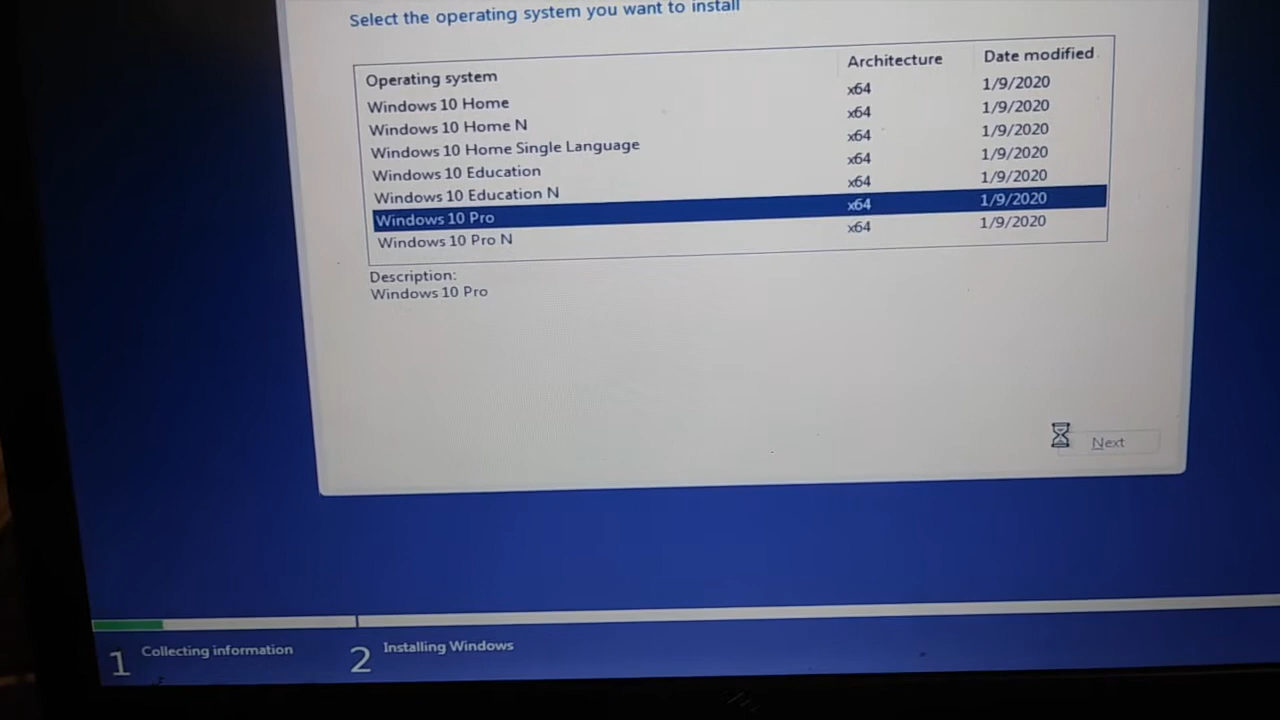 Select the operating system you want to install
Operating system Architecture Date modified
Windows 10 Home x64 1/9/2020
Windows 10 Home N x64 1/9/2020
Windows 10 Home Single Language x64 1/9/2020
Windows 10 Education x64 1/9/2020
Windows 10 Education N x64 1/9/2020
Windows 10 Pro x64 1/9/2020
Windows 10 Pro N x64 1/9/2020
Description:
Windows 10 Pro
Next
1 Collecting information 2 Installing Windows